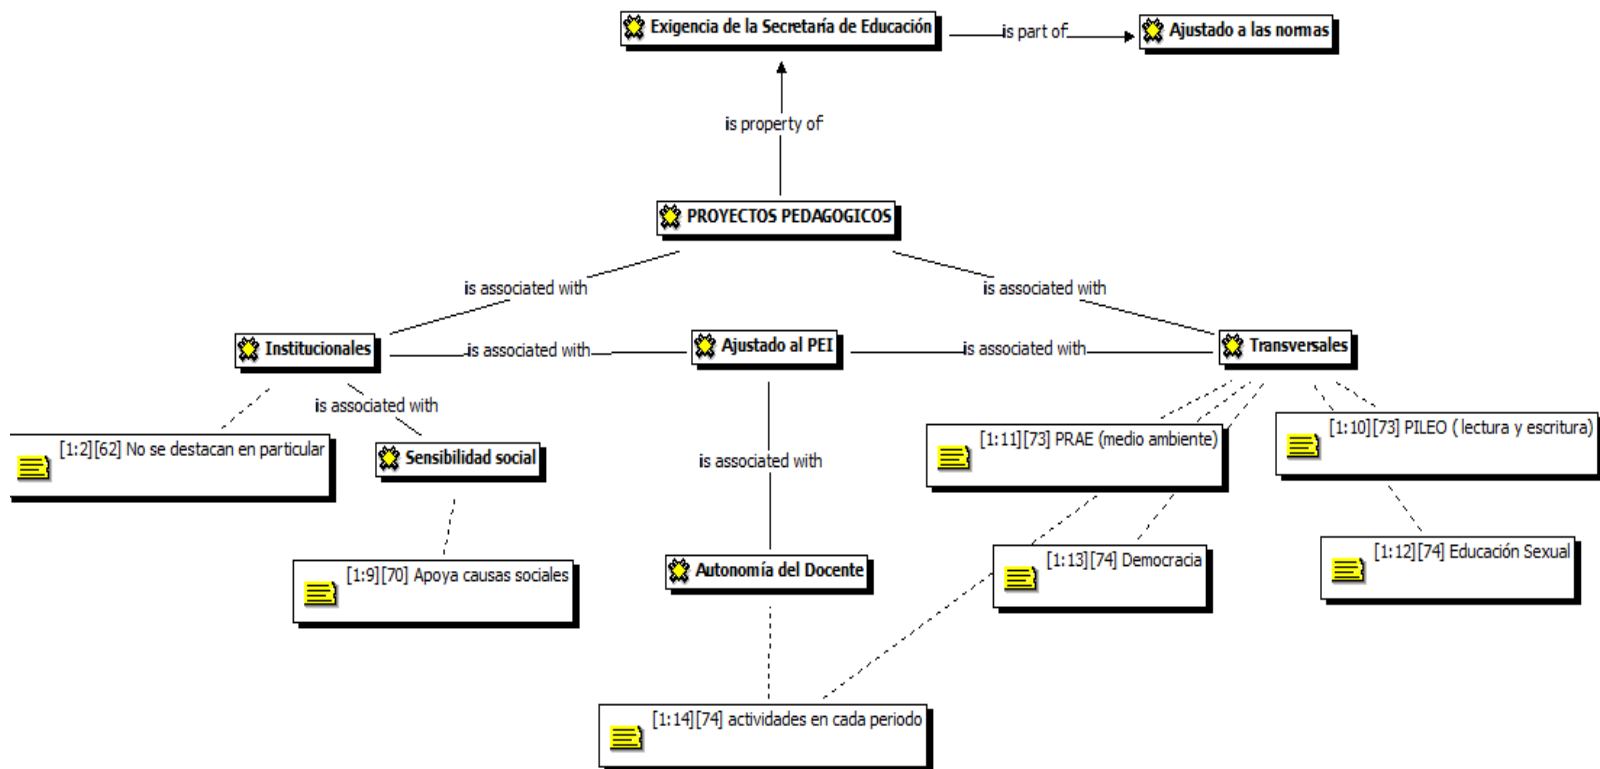 Exigencia de la Secretaría de Educación
is part of
Ajustado a las normas
is property of
PROYECTOS PEDAGOGICOS
is associated with
is associated with
Institucionales
is associated with
Ajustado al PEI
is associated with
Transversales
is associated with
[1:2][62] No se destacan en particular
Sensibilidad social
is associated with
[1:11][73] PRAE (medio ambiente)
[1:10][73] PILEO ( lectura y escritura)
[1:9][70] Apoya causas sociales
Autonomía del Docente
[1:13][74] Democracia
[1:12][74] Educación Sexual
[1:14][74] actividades en cada periodo